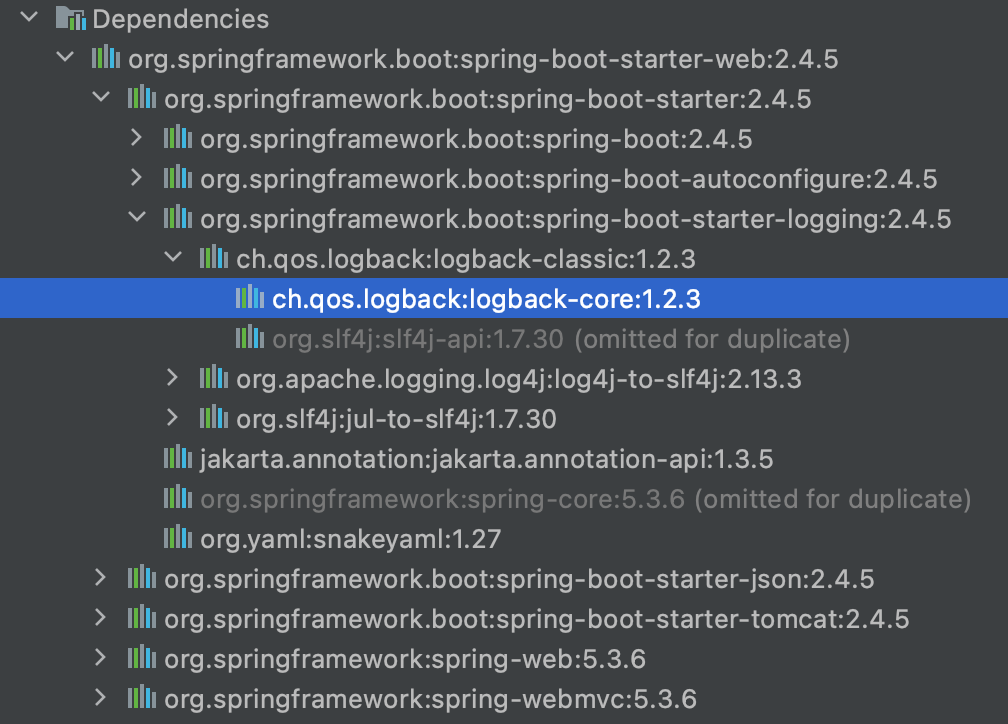 Dependencies
org.springframework.boot:spring-boot-starter-web:2.4.5
org.springframework.boot:spring-boot-starter:2.4.5
org.springframework.boot:spring-boot:2.4.5
org.springframework.boot:spring-boot-autoconfigure:2.4.5
org.springframework.boot:spring-boot-starter-logging:2.4.5
ch.qos.logback:logback-classic:1.2.3
ch.qos.logback:logback-core:1.2.3
org.slf4j:slf4j-api:1.7.30 (omitted for duplicate)
org.apache.logging.log4j:log4j-to-slf4j:2.13.3
org.slf4j:jul-to-slf4j:1.7.30
jakarta.annotation:jakarta.annotation-api:1.3.5
org.springframework:spring-core:5.3.6 (omitted for duplicate)
org.yaml:snakeyaml:1.27
org.springframework.boot:spring-boot-starter-json:2.4.5
org.springframework.boot:spring-boot-starter-tomcat:2.4.5
org.springframework:spring-web:5.3.6
org.springframework:spring-webmvc:5.3.6